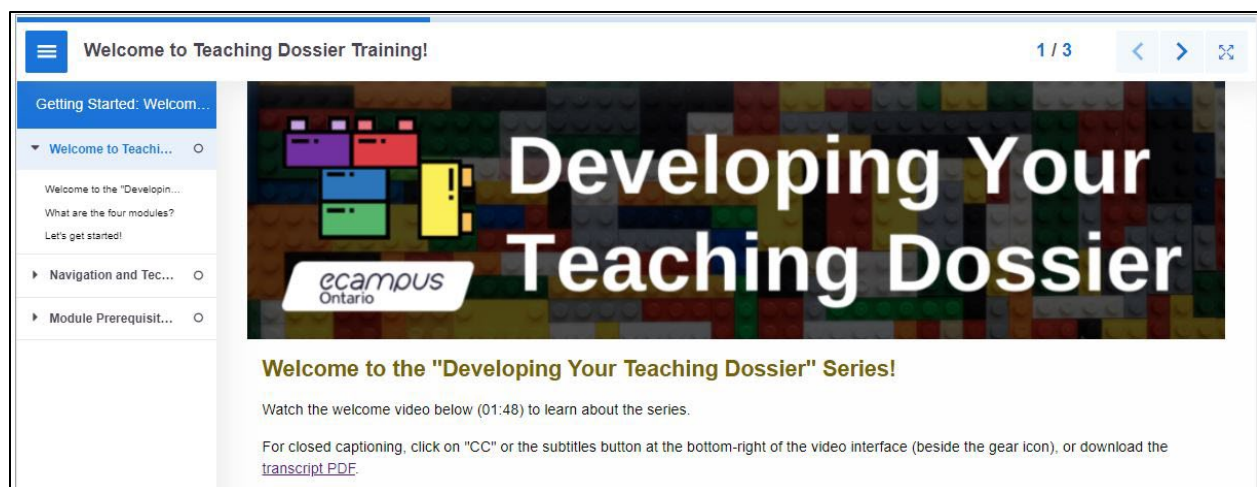 Welcome to Teaching Dossier Training!
1 / 3
Getting Started: Welcom...
Welcome to Teachi...
Welcome to the "Developin...
What are the four modules?
Let's get started!
Navigation and Tec...
Module Prerequisit...
Developing Your
Teaching Dossier
ecampus
Ontario
Welcome to the "Developing Your Teaching Dossier" Series!
Watch the welcome video below (01:48) to learn about the series.
For closed captioning, click on "CC" or the subtitles button at the bottom-right of the video interface (beside the gear icon), or download the
transcript PDF.